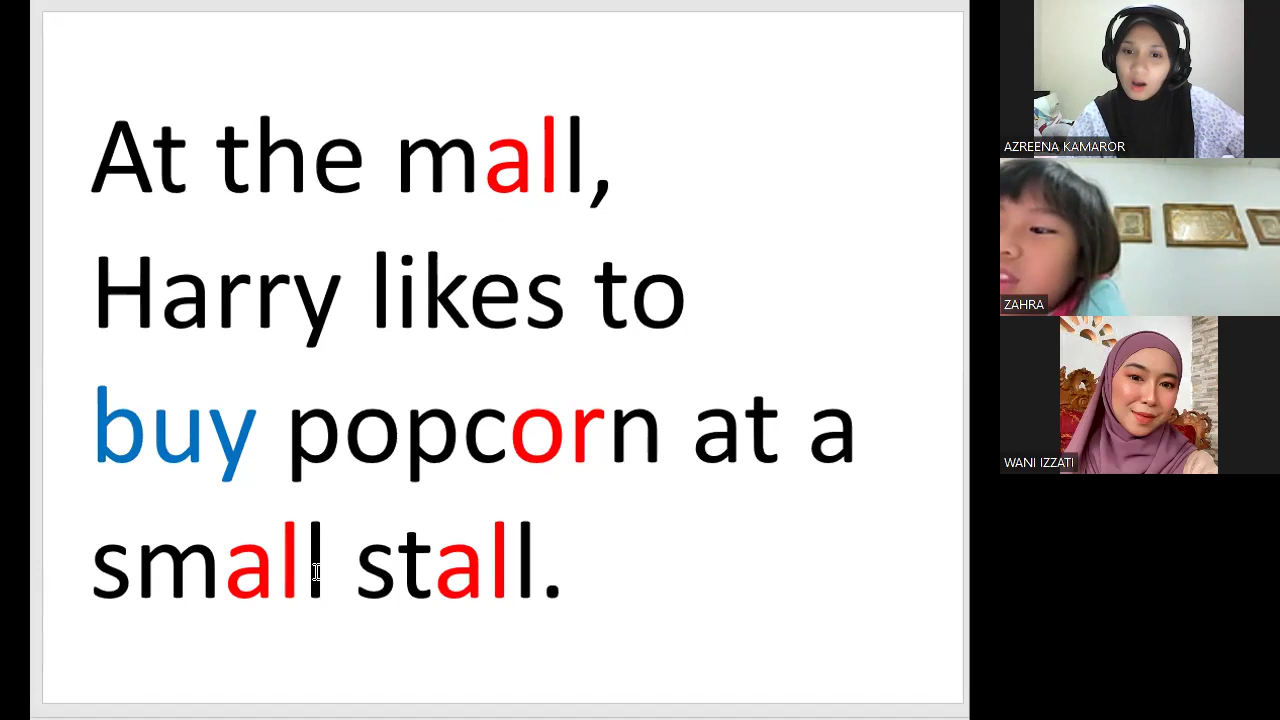 At the mall,
Harry likes to
buy popcorn at a
small stall.
AZREENA KAMAROR
ZAHRA
WANI IZZATI